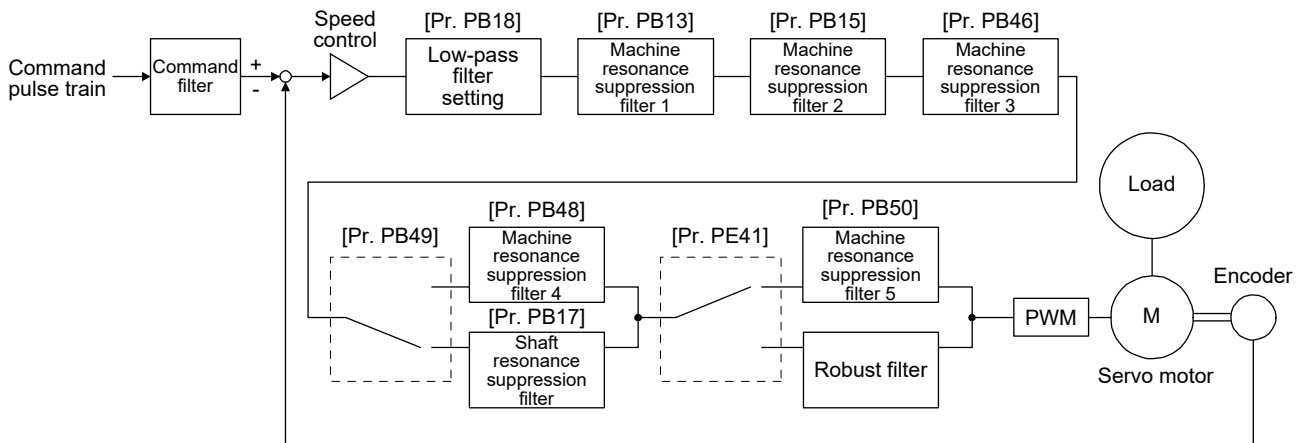 Speed
control
[Pr. PB18]
[Pr. PB13]
[Pr. PB15]
[Pr. PB46]
Command
pulse train
Command
filter
+
-
Low-pass
filter
setting
Machine
resonance
suppression
filter 1
Machine
resonance
suppression
filter 2
Machine
resonance
suppression
filter 3
Load
[Pr. PB49]
[Pr. PB48]
Machine
resonance
suppression
filter 4
[Pr. PB17]
Shaft
resonance
suppression
filter
[Pr. PE41]
[Pr. PB50]
Machine
resonance
suppression
filter 5
Robust filter
PWM
M
Servo motor
Encoder